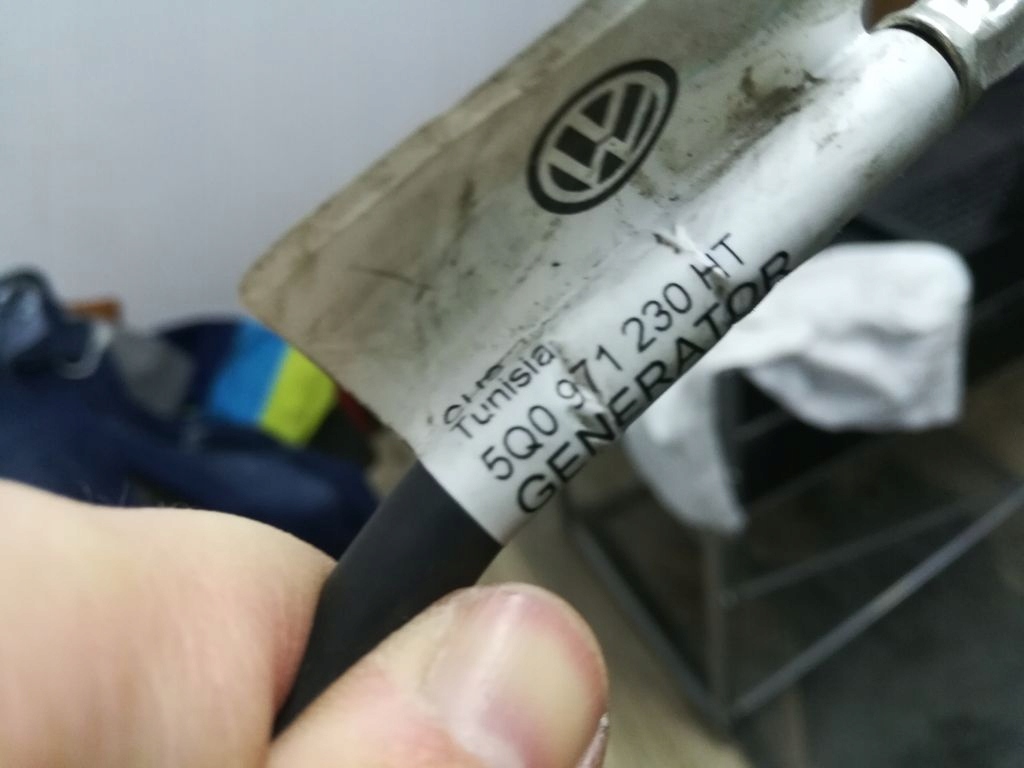 Tunisia
5Q0 971 230 HT
GENERATOR